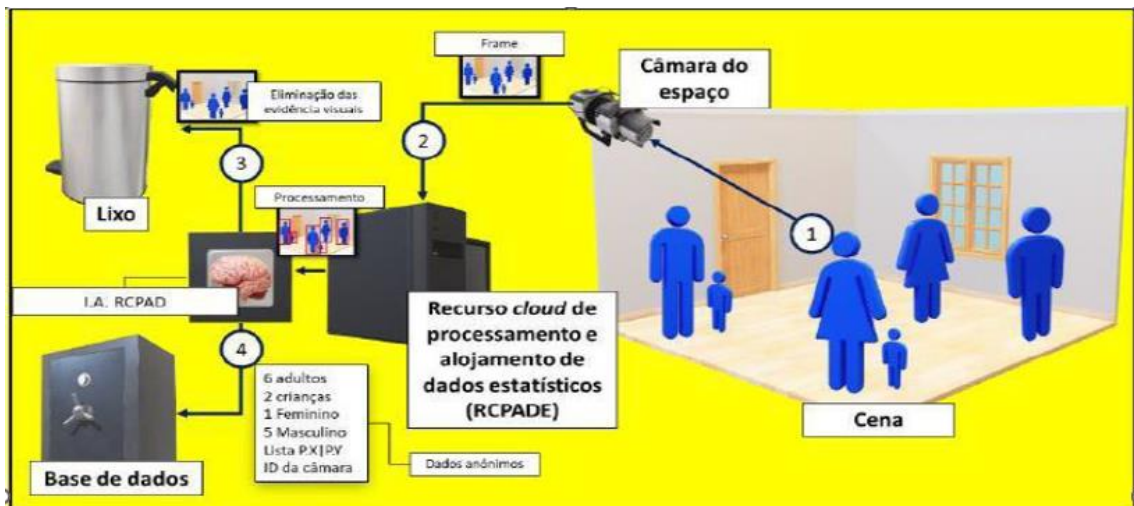 Frame
Câmara do
espaço
Eliminação das
evidência visuais
2
3
1
Lixo
Processamento
I.A. RCPAD
Recurso cloud de
processamento e
alojamento de
dados estatísticos
(RCPADE)
4
6 adultos
2 crianças
1 Feminino
5 Masculino
Lista P.X|P.Y
ID da câmara
Cena
Dados anónimos
Base de dados